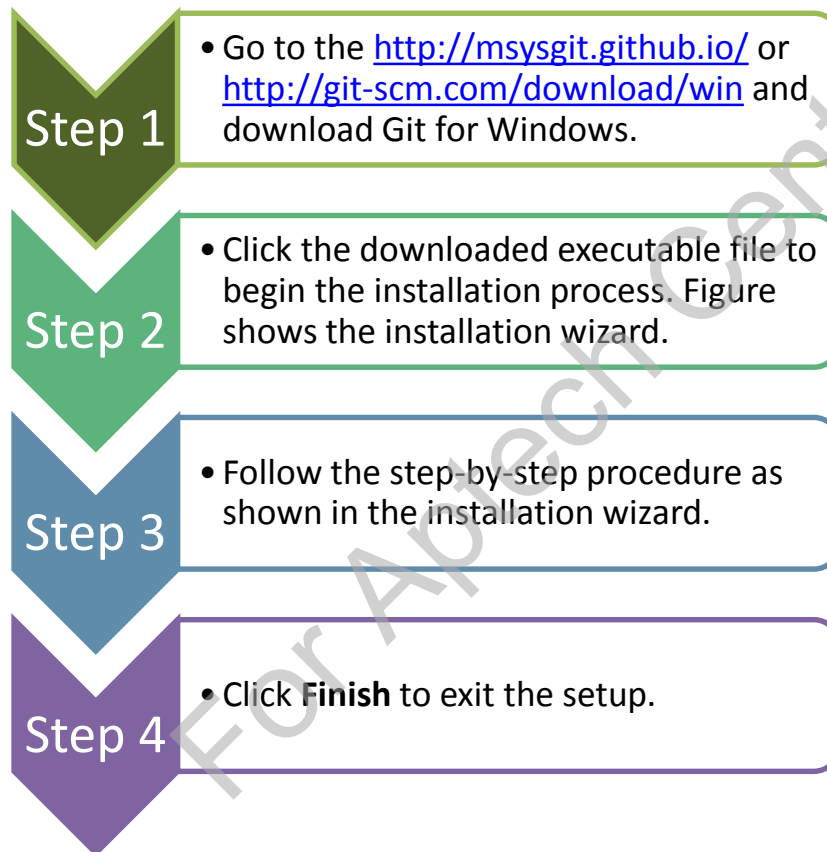 Step 1
• Go to the http://msysgit.github.io/ or
http://git-scm.com/download/win and
download Git for Windows.
Step 2
• Click the downloaded executable file to
begin the installation process. Figure
shows the installation wizard.
Step 3
• Follow the step-by-step procedure as
shown in the installation wizard.
Step 4
• Click Finish to exit the setup.
For Aptech Cent